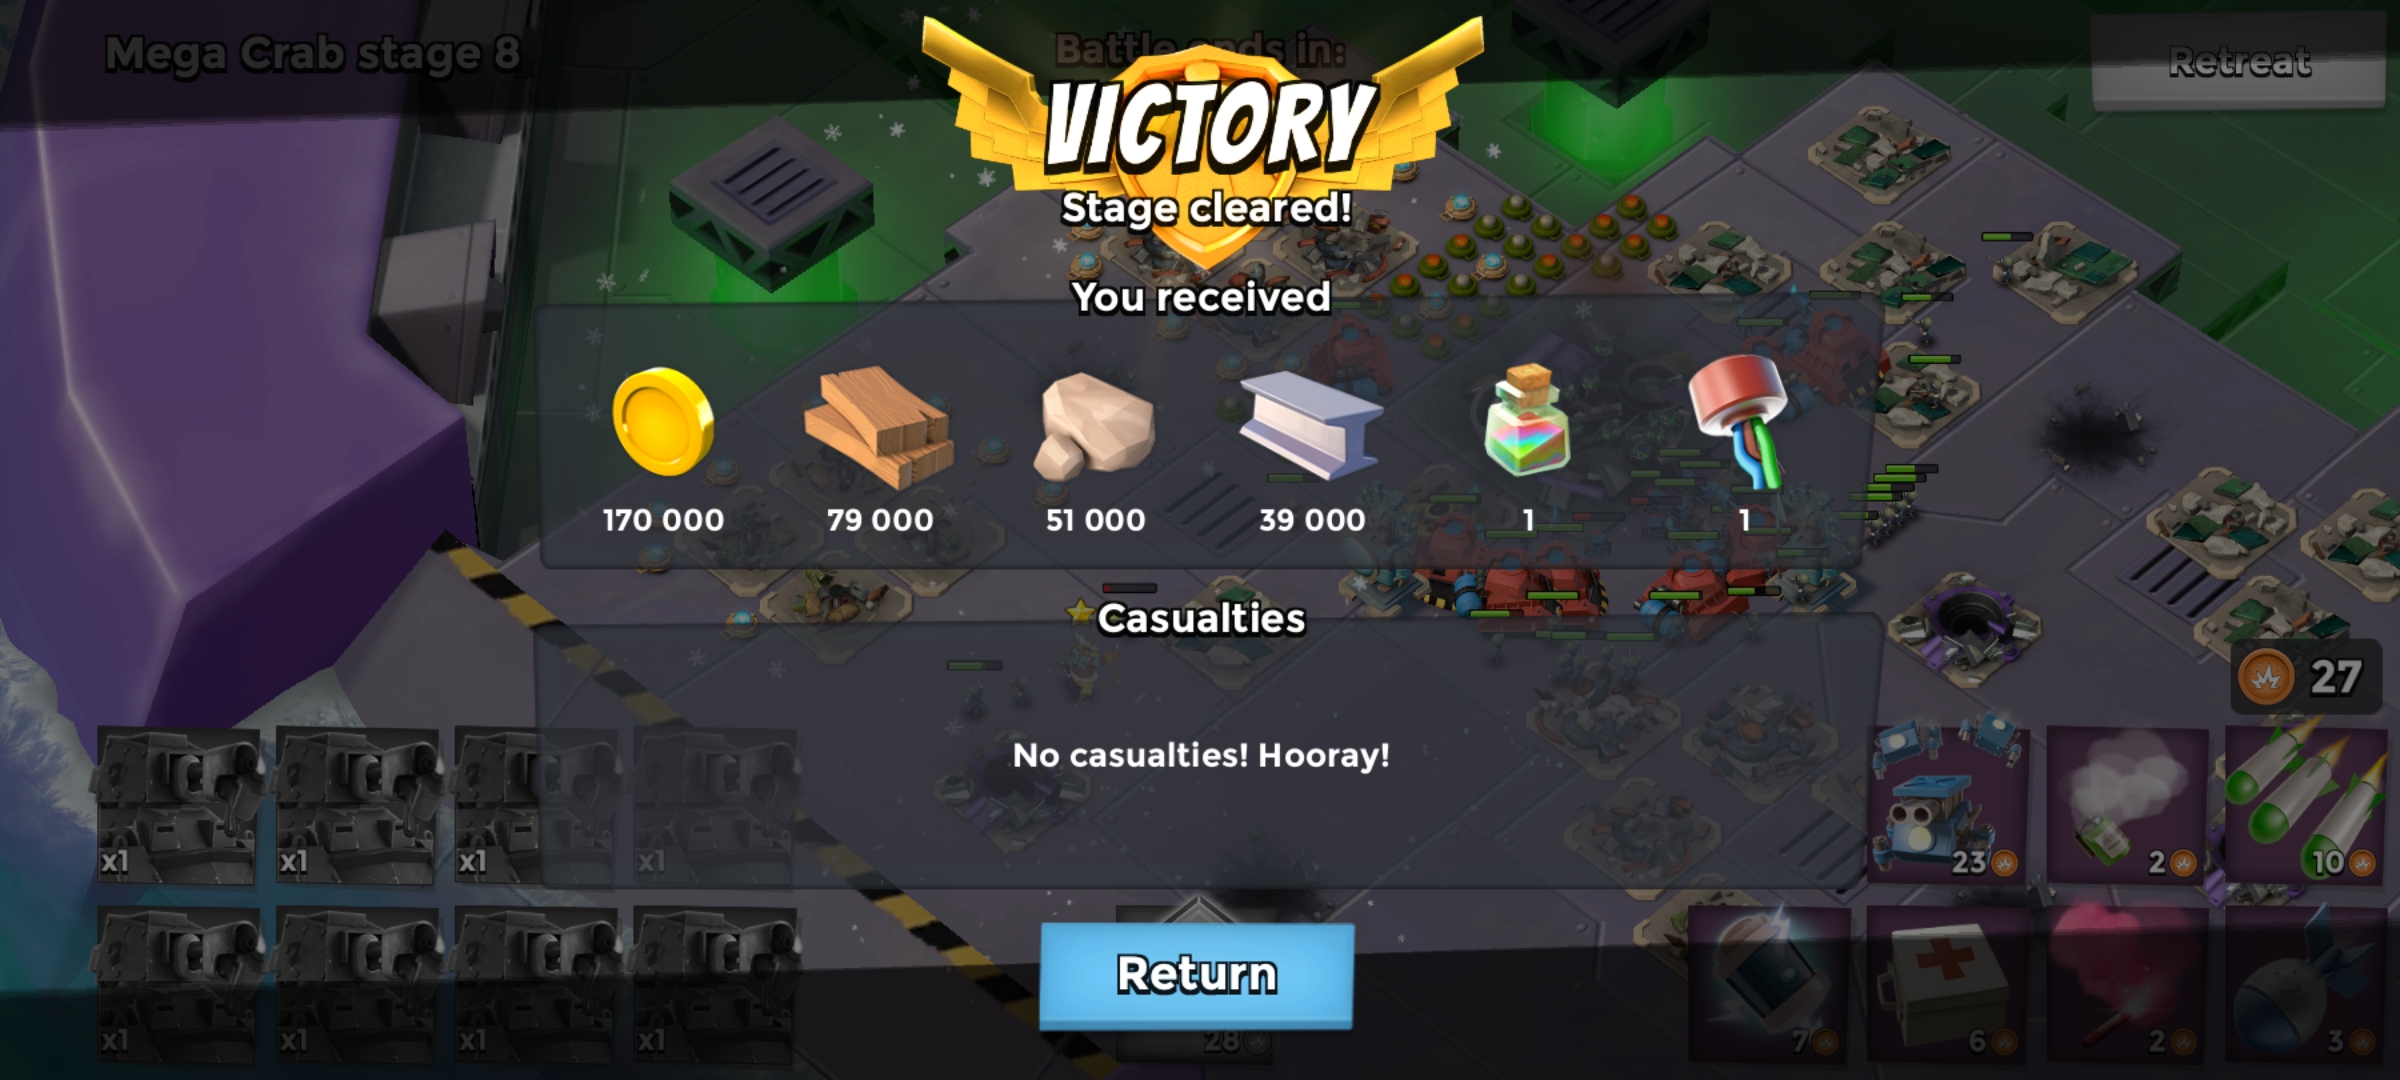 Mega Crab stage 8
Battle ends in:
Retreat
VICTORY
Stage cleared!
You received
170 000
79 000
51 000
39 000
1
1
Casualties
No casualties! Hooray!
27
x1
x1
x1
x1
23
2
10
x1
x1
x1
x1
Return
28
7
6
2
3